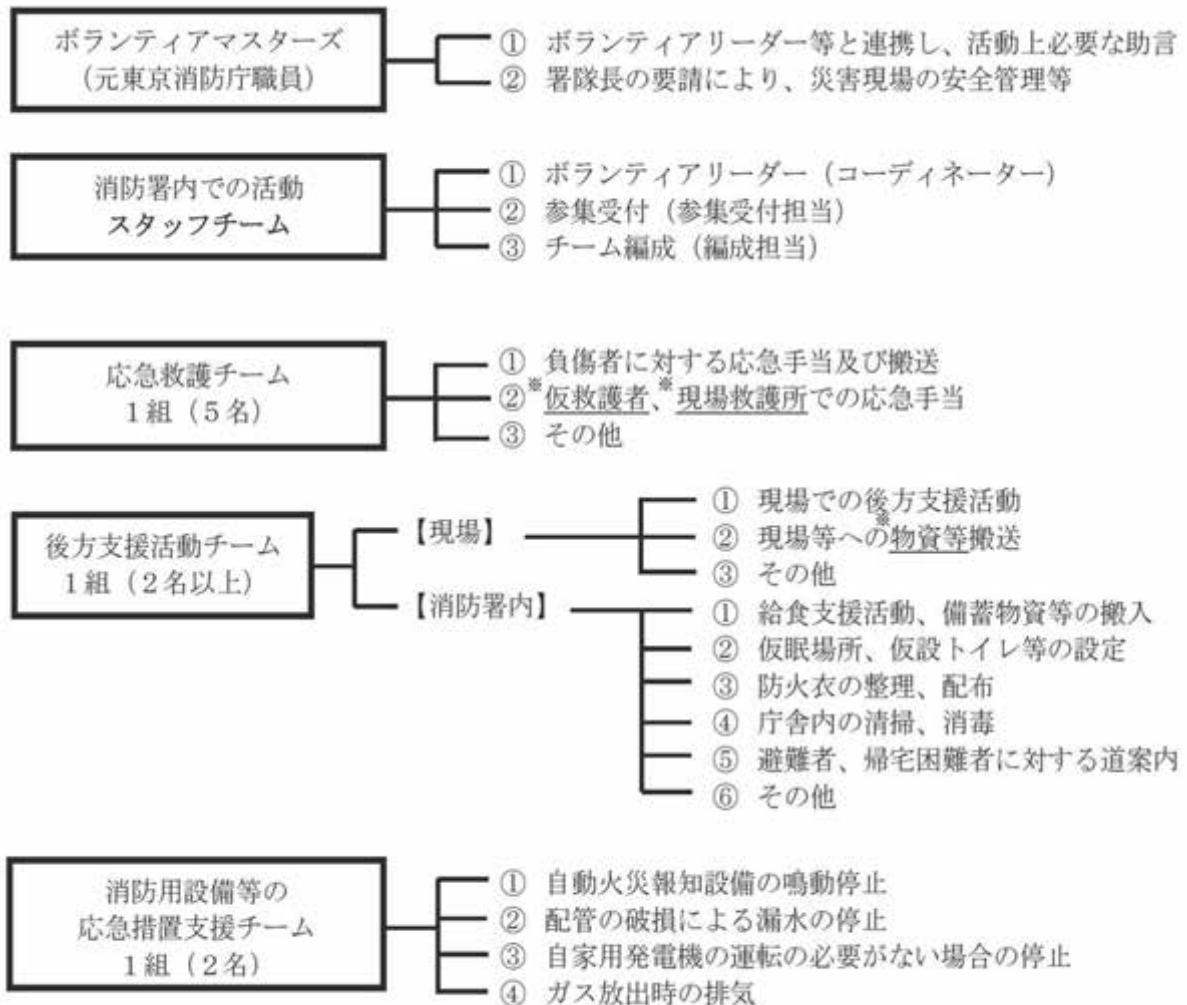 ボランティアマスターズ
(元東京消防庁職員)
① ボランティアリーダー等と連携し、活動上必要な助言
② 署隊長の要請により、災害現場の安全管理等
消防署内での活動
スタッフチーム
① ボランティアリーダー（コーディネーター）
② 参集受付（参集受付担当）
③ チーム編成（編成担当）
応急救護チーム
1組（5名）
① 負傷者に対する応急手当及び搬送
②※仮救護者、※現場救護所での応急手当
③ その他
後方支援活動チーム
1組（2名以上）
【現場】
① 現場での後方支援活動
② 現場等への※物資等搬送
③ その他
【消防署内】
① 給食支援活動、備蓄物資等の搬入
② 仮眠場所、仮設トイレ等の設定
③ 防火衣の整理、配布
④ 庁舎内の清掃、消毒
⑤ 避難者、帰宅困難者に対する道案内
⑥ その他
消防用設備等の
応急措置支援チーム
1組（2名）
① 自動火災報知設備の鳴動停止
② 配管の破損による漏水の停止
③ 自家用発電機の運転の必要がない場合の停止
④ ガス放出時の排気